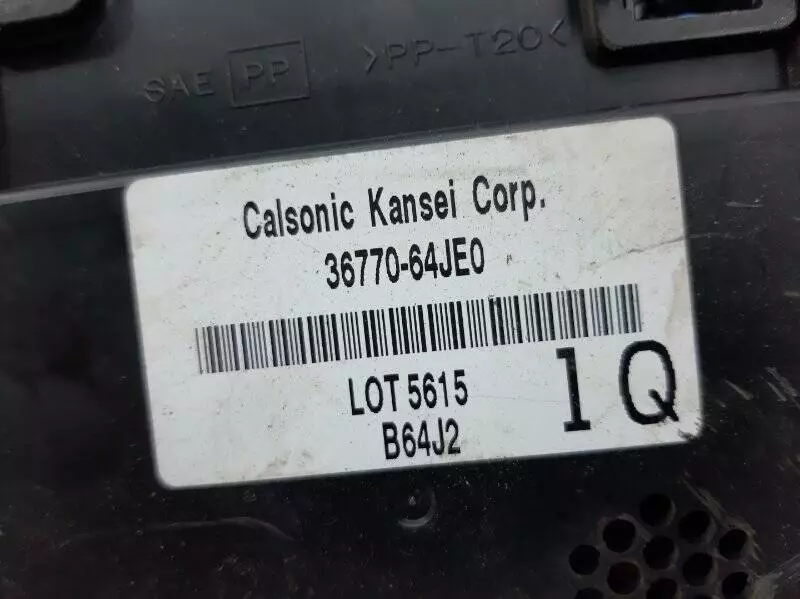 SAE PP >PP-T20<
Calsonic Kansei Corp.
36770-64JE0
LOT 5615
B64J2
1Q